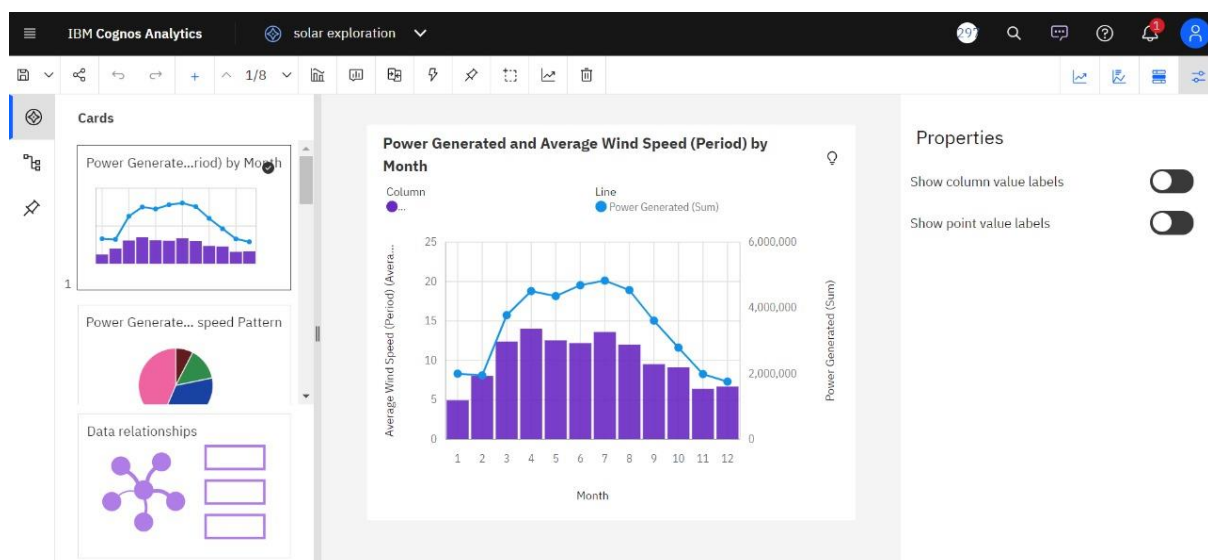 IBM Cognos Analytics
solar exploration
297
1
1/8
Cards
Power Generate...riod) by Month
1
Power Generate... speed Pattern
Data relationships
Power Generated and Average Wind Speed (Period) by
Month
Column
...
Line
Power Generated (Sum)
Average Wind Speed (Period) (Avera...
25
20
15
10
5
0
6,000,000
4,000,000
2,000,000
0
Power Generated (Sum)
1 2 3 4 5 6 7 8 9 10 11 12
Month
Properties
Show column value labels
Show point value labels